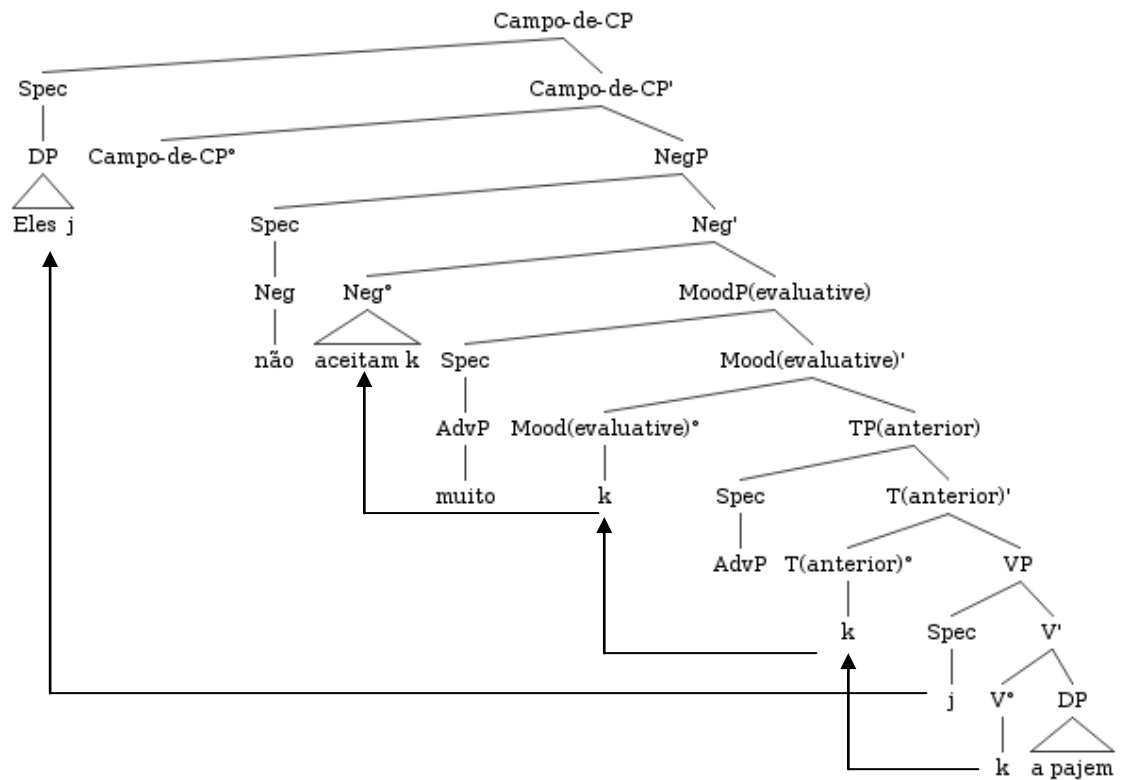 Campo-de-CP
Spec Campo-de-CP'
DP Campo-de-CP° NegP
Eles j Spec Neg'
Neg Neg° MoodP(evaluative)
não aceitam k Spec Mood(evaluative)'
AdvP Mood(evaluative)° TP(anterior)
muito k Spec T(anterior)'
AdvP T(anterior)° VP
k Spec V'
j V° DP
k a pajem